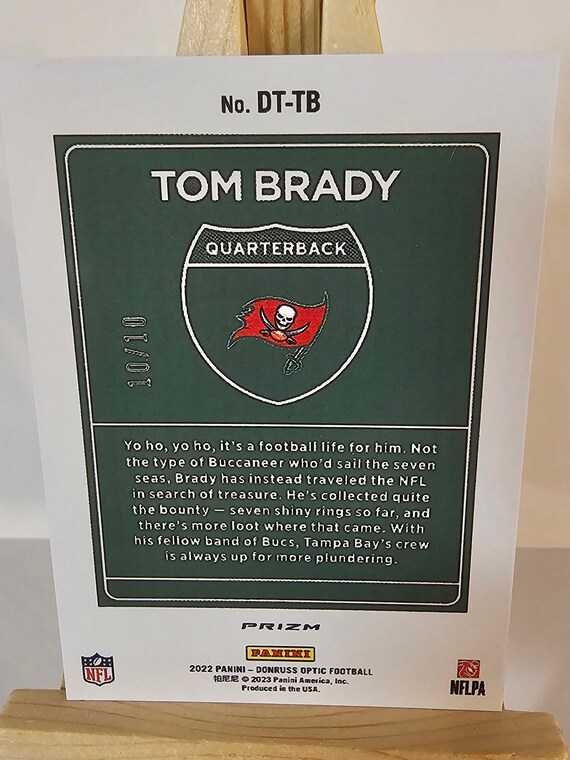 No. DT-TB
TOM BRADY
QUARTERBACK
10/10
Yo ho, yo ho, it's a football life for him. Not
the type of Buccaneer who'd sail the seven
seas, Brady has instead traveled the NFL
in search of treasure. He's collected quite
the bounty — seven shiny rings so far, and
there's more loot where that came. With
his fellow band of Bucs, Tampa Bay's crew
is always up for more plundering.
PRIZM
PANINI
2022 PANINI – DONRUSS OPTIC FOOTBALL
帕尼尼 © 2023 Panini America, Inc.
Produced in the USA.
NFL
NFLPA